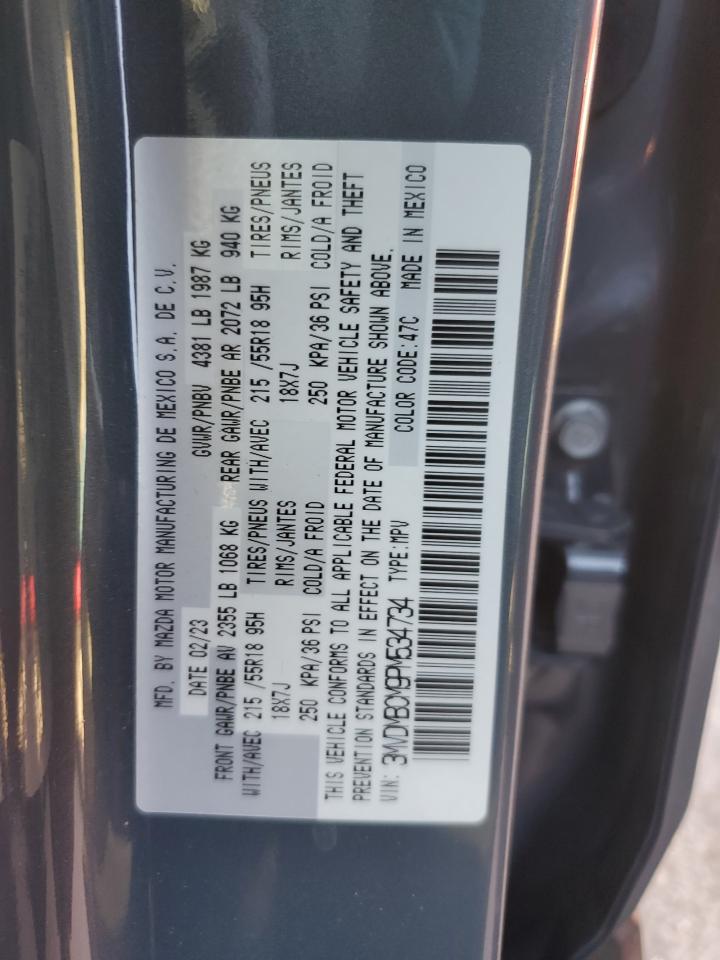 MFD. BY MAZDA MOTOR MANUFACTURING DE MEXICO S.A. DE C.V.
DATE 02/23 GVWR/PNBV 4381 LB 1987 KG
FRONT GAWR/PNBE AV 2355 LB 1068 KG REAR GAWR/PNBE AR 2072 LB 940 KG
WITH/AVEC 215 /55R18 95H TIRES/PNEUS WITH/AVEC 215 /55R18 95H TIRES/PNEUS
18X7J RIMS/JANTES 18X7J RIMS/JANTES
250 KPA/36 PSI COLD/A FROID 250 KPA/36 PSI COLD/A FROID
THIS VEHICLE CONFORMS TO ALL APPLICABLE FEDERAL MOTOR VEHICLE SAFETY AND THEFT
PREVENTION STANDARDS IN EFFECT ON THE DATE OF MANUFACTURE SHOWN ABOVE.
VIN: 3MVDMBCM9PM534734 TYPE:MPV COLOR CODE:47C MADE IN MEXICO